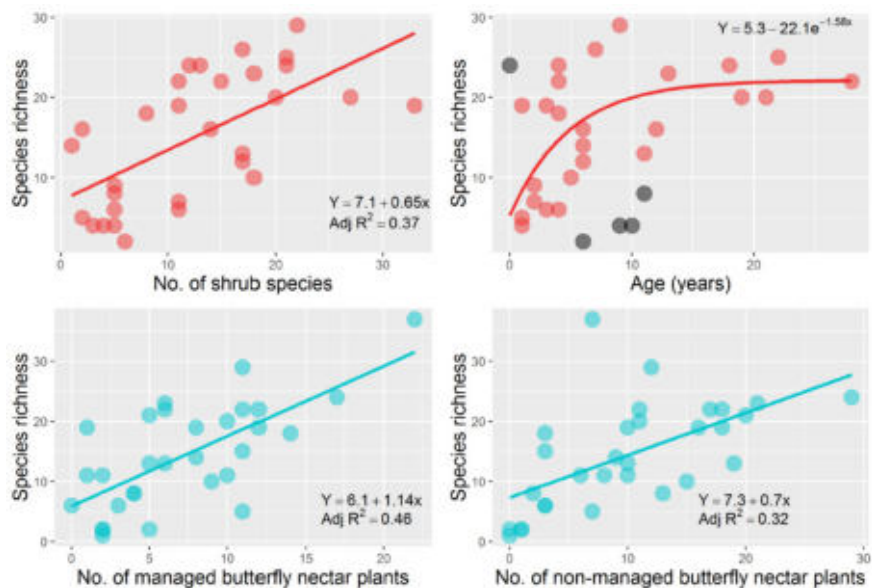 Species richness
30
20
10
0
10
20
30
No. of shrub species
Y = 7.1 + 0.65x
Adj R² = 0.37
Species richness
30
20
10
0
10
20
Age (years)
Y = 5.3 − 22.1e^−1.58x
Species richness
30
20
10
0
0
5
10
15
20
No. of managed butterfly nectar plants
Y = 6.1 + 1.14x
Adj R² = 0.46
Species richness
30
20
10
0
0
10
20
30
No. of non-managed butterfly nectar plants
Y = 7.3 + 0.7x
Adj R² = 0.32